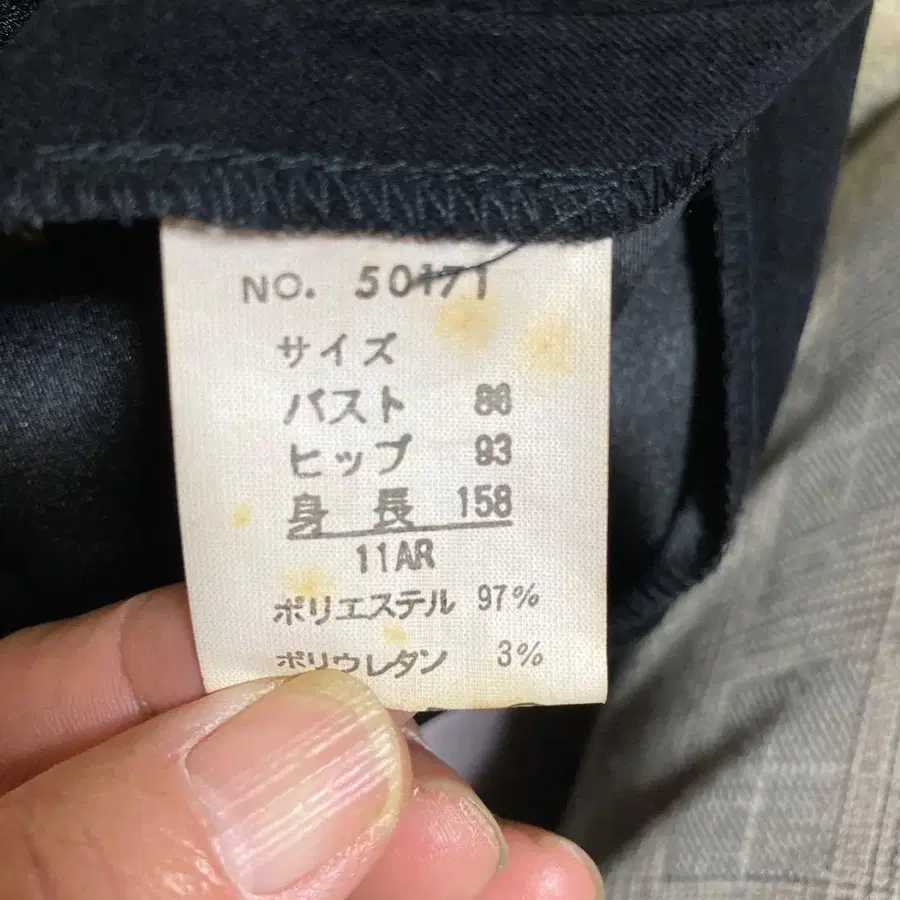 NO. 50171
サイズ
バスト 86
ヒップ 93
身長 158
11AR
ポリエステル 97%
ポリウレタン 3%